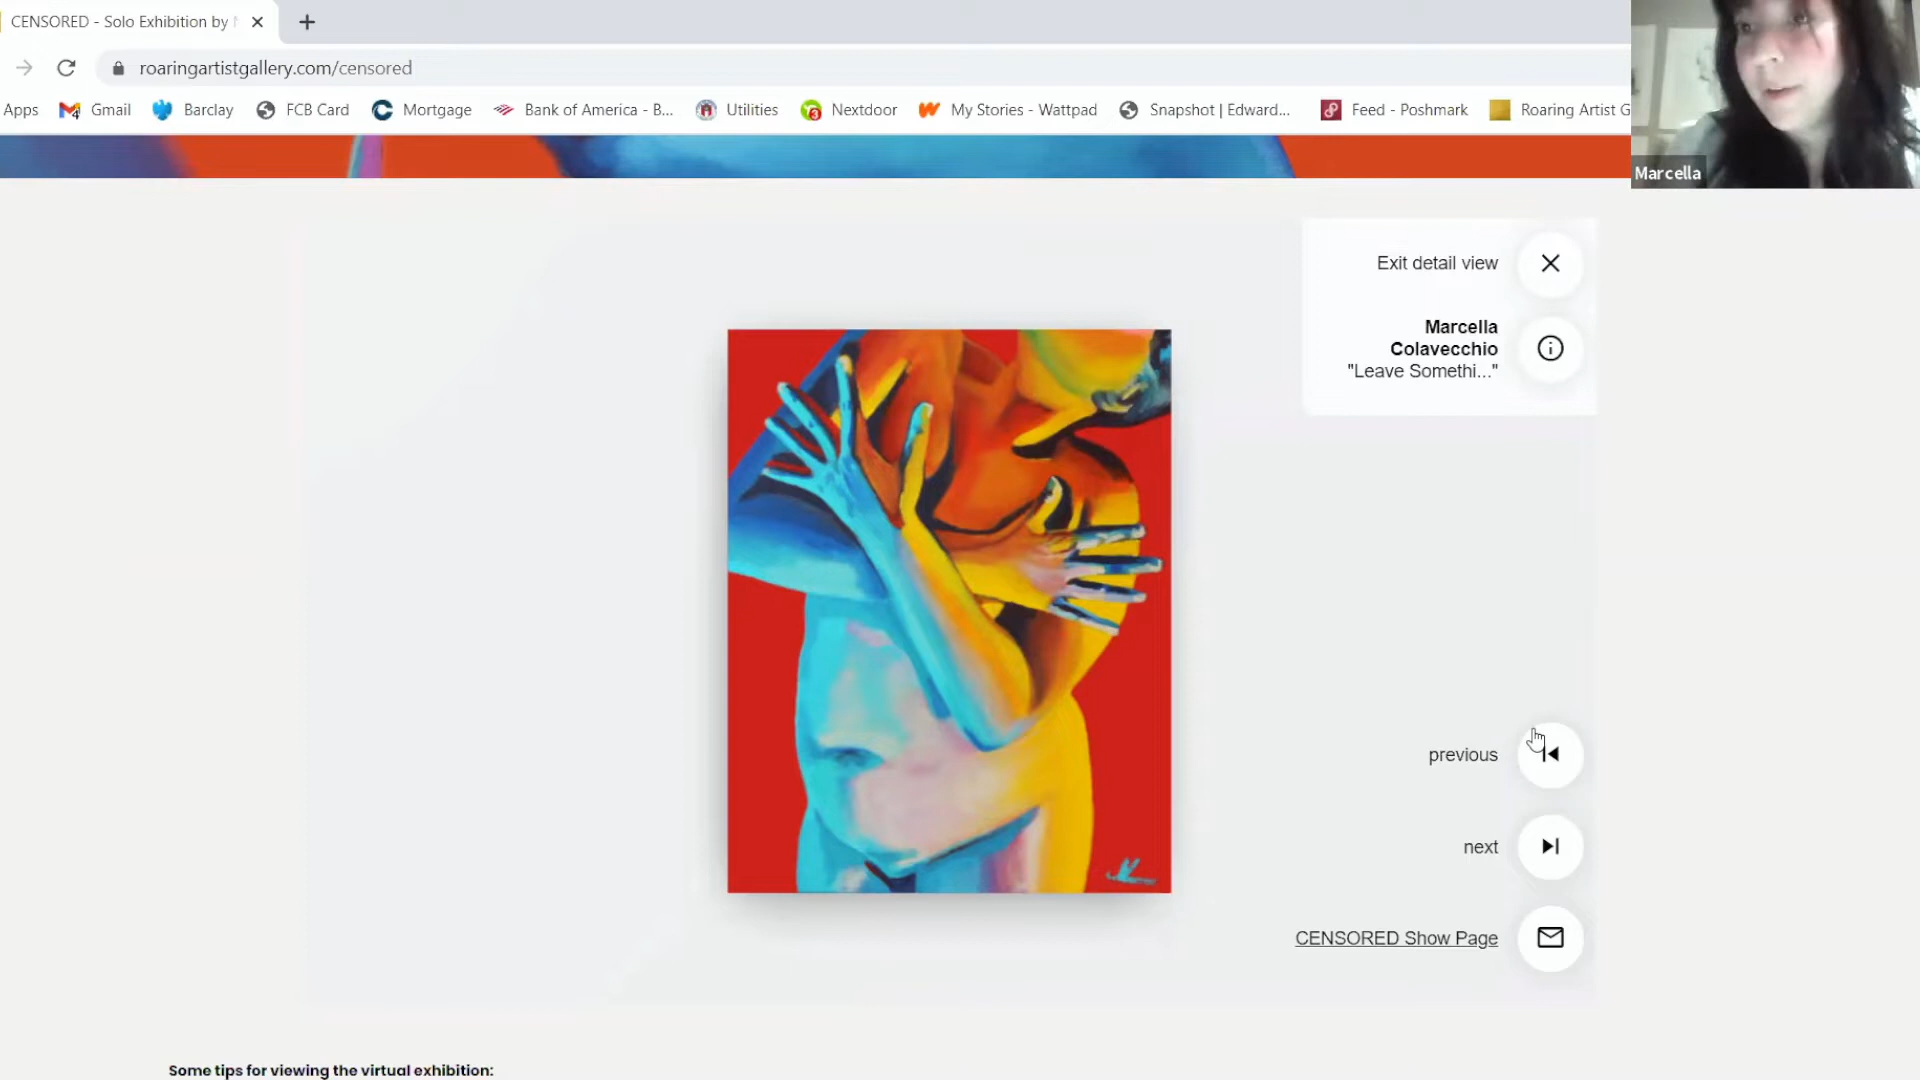 CENSORED - Solo Exhibition by
roaringartistgallery.com/censored
Apps Gmail Barclay FCB Card Mortgage Bank of America - B... Utilities Nextdoor My Stories - Wattpad Snapshot | Edward... Feed - Poshmark Roaring Artist G
Marcella
Exit detail view
Marcella
Colavecchio
"Leave Somethi..."
previous
next
CENSORED Show Page
Some tips for viewing the virtual exhibition: